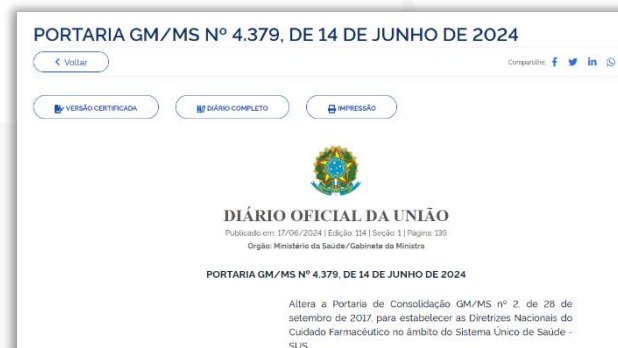 PORTARIA GM/MS Nº 4.379, DE 14 DE JUNHO DE 2024
Voltar
Compartilhe:
VERSÃO CERTIFICADA
DIÁRIO COMPLETO
IMPRESSÃO
DIÁRIO OFICIAL DA UNIÃO
Publicado em: 17/06/2024 | Edição: 114 | Seção: 1 | Página: 139
Órgão: Ministério da Saúde/Gabinete da Ministra
PORTARIA GM/MS Nº 4.379, DE 14 DE JUNHO DE 2024
Altera a Portaria de Consolidação GM/MS nº 2, de 28 de
setembro de 2017, para estabelecer as Diretrizes Nacionais do
Cuidado Farmacêutico no âmbito do Sistema Único de Saúde -
SUS